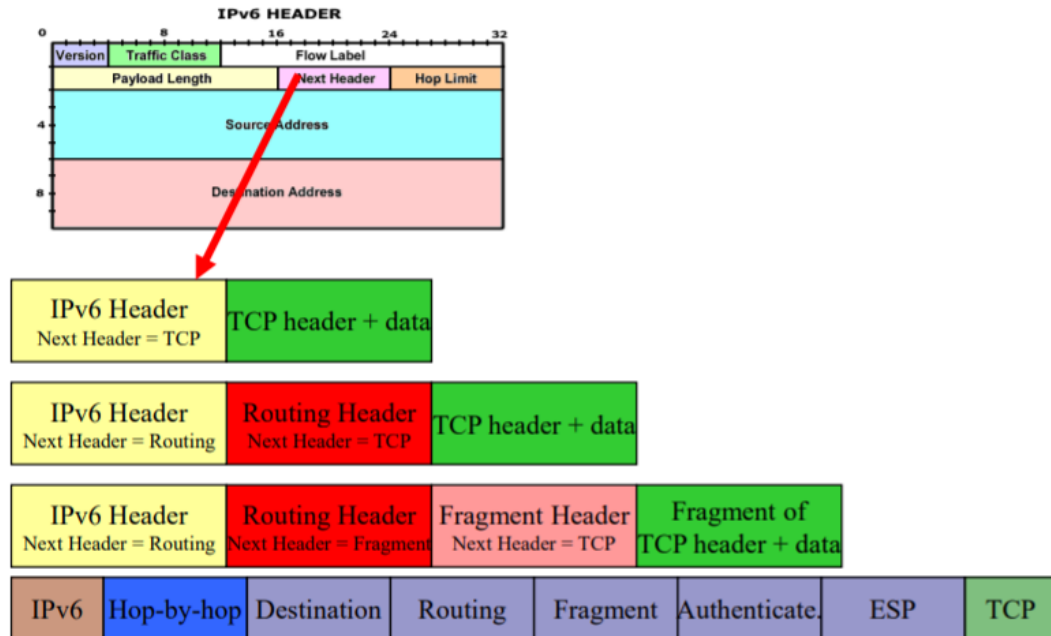 IPv6 HEADER
0 8 16 24 32
Version Traffic Class Flow Label
Payload Length Next Header Hop Limit
4 Source Address
8 Destination Address
IPv6 Header TCP header + data
Next Header = TCP
IPv6 Header Routing Header TCP header + data
Next Header = Routing Next Header = TCP
IPv6 Header Routing Header Fragment Header Fragment of
Next Header = Routing Next Header = Fragment Next Header = TCP TCP header + data
IPv6 Hop-by-hop Destination Routing Fragment Authenticate. ESP TCP